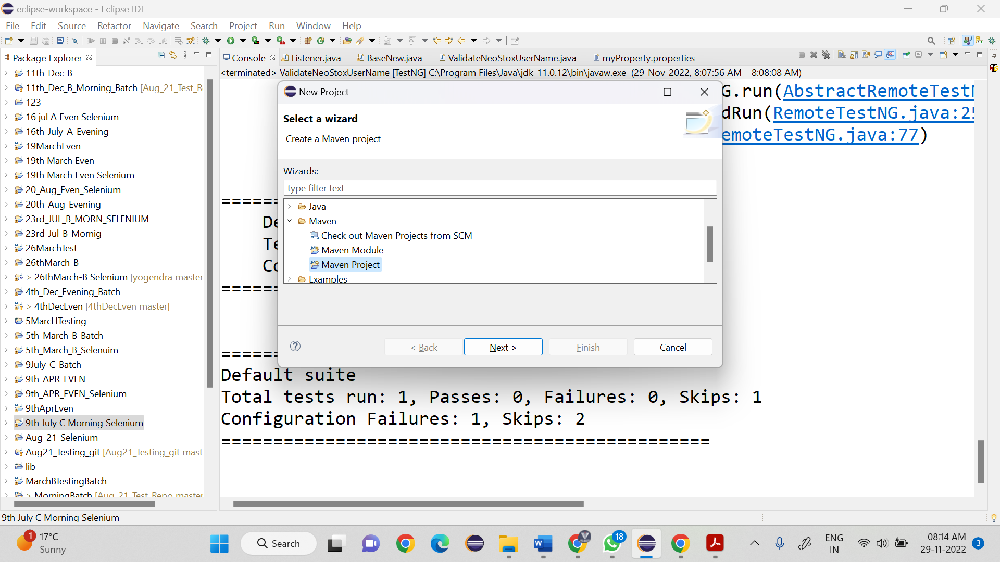 eclipse-workspace - Eclipse IDE
File Edit Source Refactor Navigate Search Project Run Window Help
Package Explorer
Console Listener.java BaseNew.java ValidateNeoStoxUserName.java myProperty.properties
<terminated> ValidateNeoStoxUserName [TestNG] C:\Program Files\Java\jdk-11.0.12\bin\javaw.exe (29-Nov-2022, 8:07:56 AM – 8:08:08 AM)
11th_Dec_B
11th_Dec_B_Morning_Batch [Aug_21_Test_R
123
16 jul A Even Selenium
16th_July_A_Evening
19MarchEven
19th March Even
19th March Even Selenium
20_Aug_Even_Selenium
20th_Aug_Evening
23rd_JUL_B_MORN_SELENIUM
23rd_Jul_B_Mornig
26MarchTest
26thMarch-B
> 26thMarch-B Selenium [yogendra master
4th_Dec_Evening_Batch
> 4thDecEven [4thDecEven master]
5MarcHTesting
5th_March_B_Batch
5th_March_B_Selenuim
9July_C_Batch
9th_APR_EVEN
9th_APR_EVEN_Selenium
9thAprEven
9th July C Morning Selenium
Aug_21_Selenium
Aug21_Testing_git [Aug21_Testing_git mast
lib
MarchBTestingBatch
> MorningBatch [Aug_21_Test_Repo master
G.run(AbstractRemoteTestN
dRun(RemoteTestNG.java:25
emoteTestNG.java:77)
=====
De
Te
Co
=====
=====
Default suite
Total tests run: 1, Passes: 0, Failures: 0, Skips: 1
Configuration Failures: 1, Skips: 2
===============================================
New Project
Select a wizard
Create a Maven project
Wizards:
type filter text
Java
Maven
Check out Maven Projects from SCM
Maven Module
Maven Project
Examples
< Back Next > Finish Cancel
9th July C Morning Selenium
1 17°C
Sunny
Search
18
ENG
IN
08:14 AM
29-11-2022
3